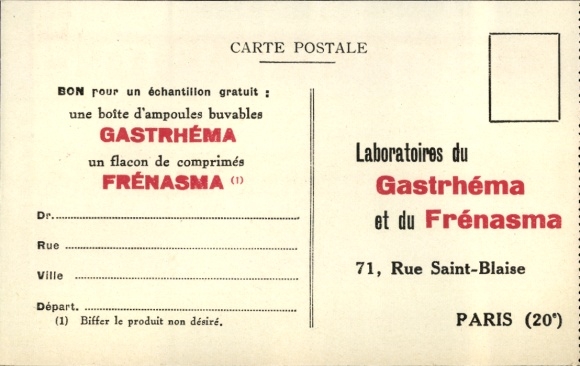 CARTE POSTALE
BON pour un échantillon gratuit :
une boîte d'ampoules buvables
GASTRHÉMA
un flacon de comprimés
FRÉNASMA (1)
Dr.
Rue
Ville
Départ.
(1) Biffer le produit non désiré.
Laboratoires du
Gastrhéma
et du Frénasma
71, Rue Saint-Blaise
PARIS (20e)